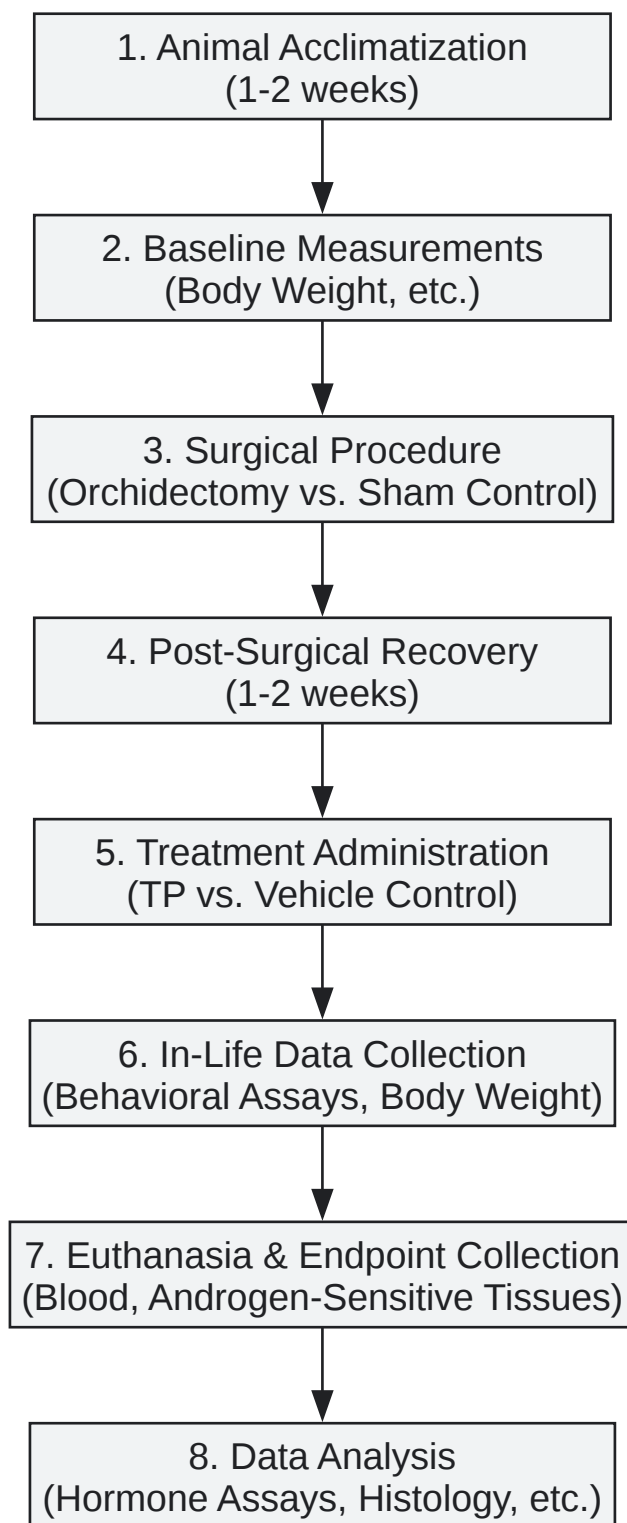 1. Animal Acclimatization
(1-2 weeks)
2. Baseline Measurements
(Body Weight, etc.)
3. Surgical Procedure
(Orchidectomy vs. Sham Control)
4. Post-Surgical Recovery
(1-2 weeks)
5. Treatment Administration
(TP vs. Vehicle Control)
6. In-Life Data Collection
(Behavioral Assays, Body Weight)
7. Euthanasia & Endpoint Collection
(Blood, Androgen-Sensitive Tissues)
8. Data Analysis
(Hormone Assays, Histology, etc.)